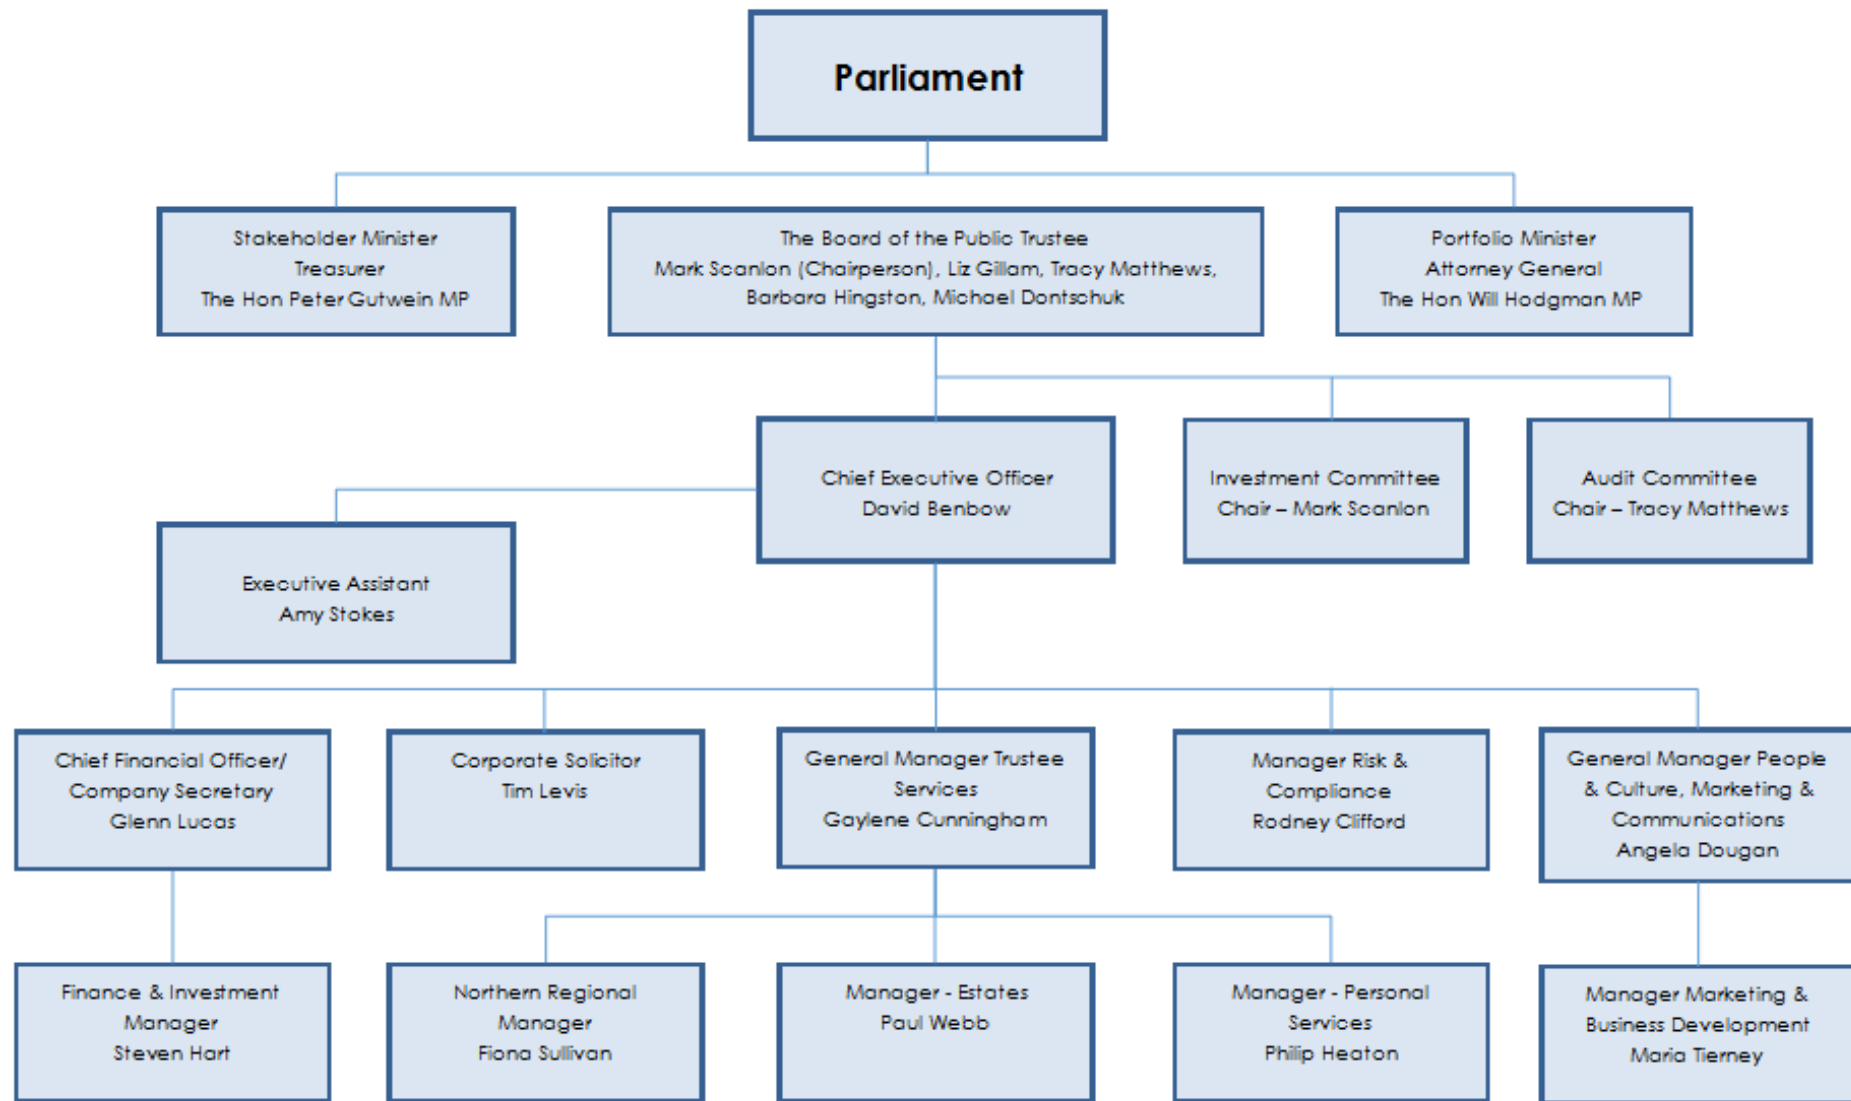 Parliament
Stakeholder Minister
Treasurer
The Hon Peter Gutwein MP
The Board of the Public Trustee
Mark Scanlon (Chairperson), Liz Gillam, Tracy Matthews,
Barbara Hingston, Michael Dontschuk
Portfolio Minister
Attorney General
The Hon Will Hodgman MP
Chief Executive Officer
David Benbow
Investment Committee
Chair – Mark Scanlon
Audit Committee
Chair – Tracy Matthews
Executive Assistant
Amy Stokes
Chief Financial Officer/
Company Secretary
Glenn Lucas
Corporate Solicitor
Tim Levis
General Manager Trustee
Services
Gaylene Cunningham
Manager Risk &
Compliance
Rodney Clifford
General Manager People
& Culture, Marketing &
Communications
Angela Dougan
Finance & Investment
Manager
Steven Hart
Northern Regional
Manager
Fiona Sullivan
Manager - Estates
Paul Webb
Manager - Personal
Services
Philip Heaton
Manager Marketing &
Business Development
Maria Tierney